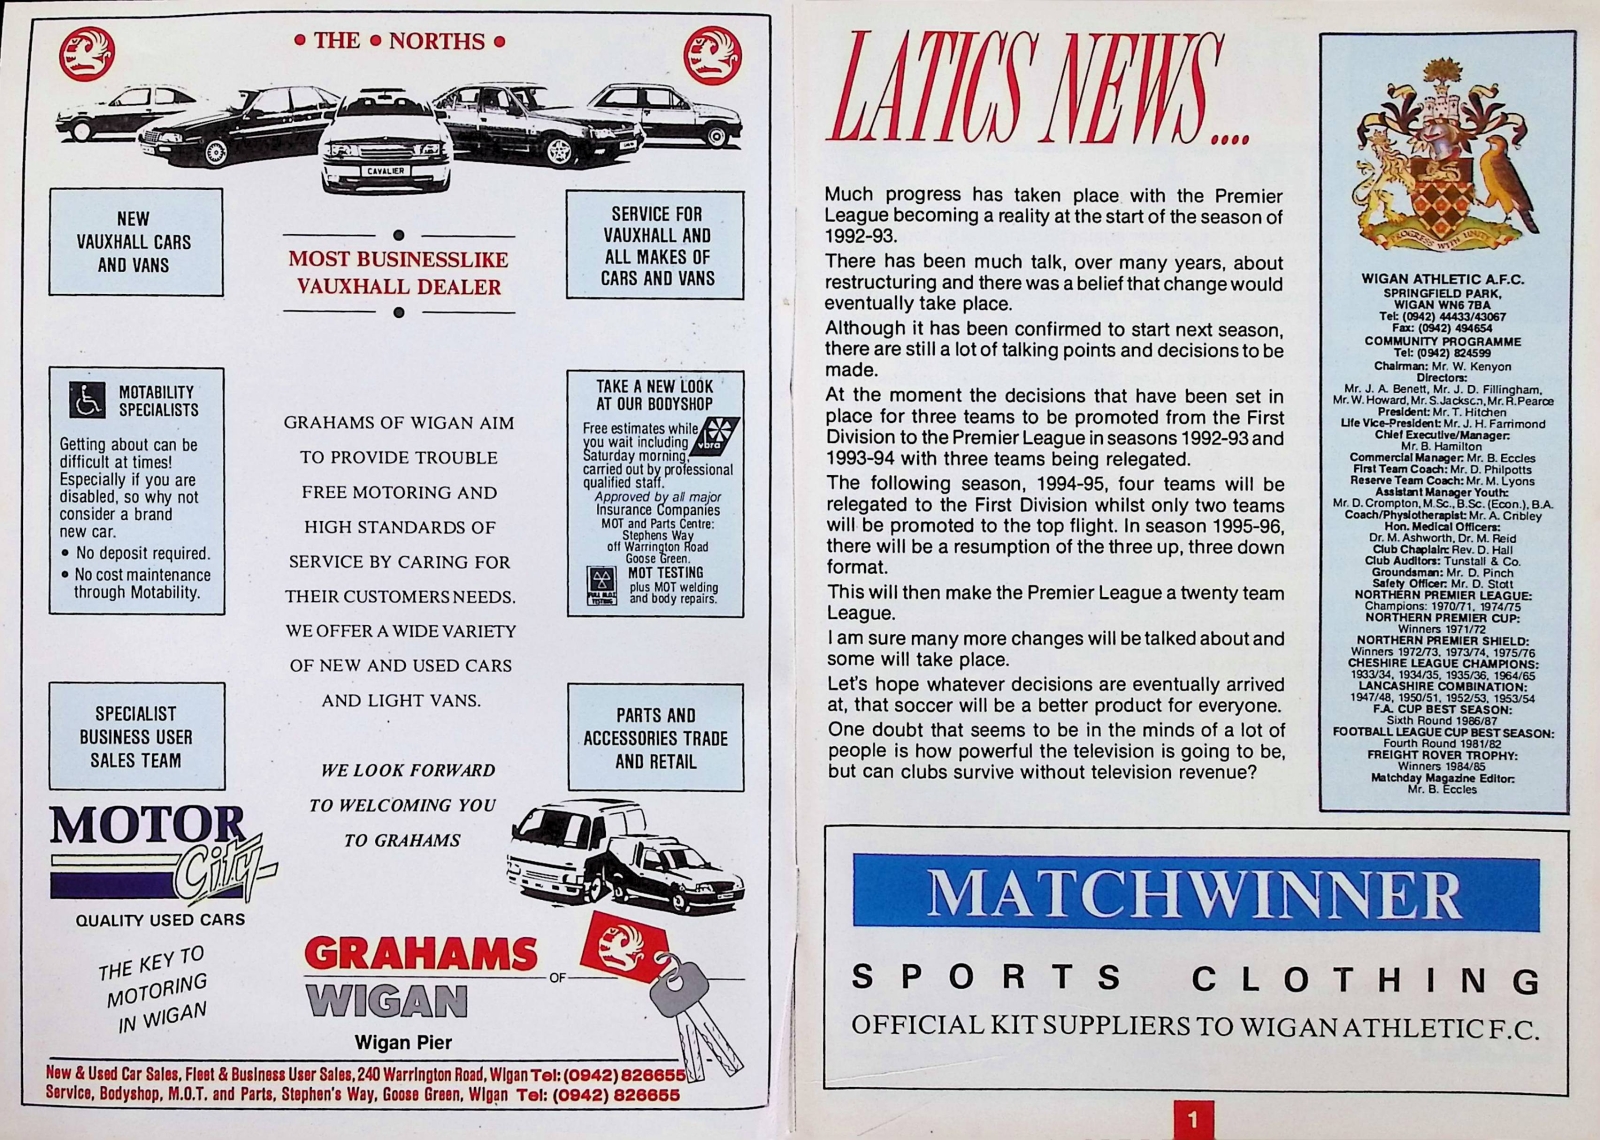 • THE • NORTHS •
CAVALIER
NEW
VAUXHALL CARS
AND VANS
MOST BUSINESSLIKE
VAUXHALL DEALER
SERVICE FOR
VAUXHALL AND
ALL MAKES OF
CARS AND VANS
MOTABILITY
SPECIALISTS
Getting about can be
difficult at times!
Especially if you are
disabled, so why not
consider a brand
new car.
• No deposit required.
• No cost maintenance
through Motability.
GRAHAMS OF WIGAN AIM
TO PROVIDE TROUBLE
FREE MOTORING AND
HIGH STANDARDS OF
SERVICE BY CARING FOR
THEIR CUSTOMERS NEEDS.
WE OFFER A WIDE VARIETY
OF NEW AND USED CARS
AND LIGHT VANS.
WE LOOK FORWARD
TO WELCOMING YOU
TO GRAHAMS
TAKE A NEW LOOK
AT OUR BODYSHOP
Free estimates while
you wait including
Saturday morning,
carried out by professional
qualified staff.
vbra
Approved by all major
Insurance Companies
MOT and Parts Centre:
Stephens Way
off Warrington Road
Goose Green.
MOT TESTING
plus MOT welding
and body repairs.
FULL M.O.T.
TESTING
SPECIALIST
BUSINESS USER
SALES TEAM
PARTS AND
ACCESSORIES TRADE
AND RETAIL
MOTOR
City
QUALITY USED CARS
THE KEY TO
MOTORING
IN WIGAN
GRAHAMS
OF
WIGAN
Wigan Pier
New & Used Car Sales, Fleet & Business User Sales, 240 Warrington Road, Wigan Tel: (0942) 826655
Service, Bodyshop, M.O.T. and Parts, Stephen's Way, Goose Green, Wigan Tel: (0942) 826655
LATICS NEWS....
Much progress has taken place with the Premier
League becoming a reality at the start of the season of
1992-93.
There has been much talk, over many years, about
restructuring and there was a belief that change would
eventually take place.
Although it has been confirmed to start next season,
there are still a lot of talking points and decisions to be
made.
At the moment the decisions that have been set in
place for three teams to be promoted from the First
Division to the Premier League in seasons 1992-93 and
1993-94 with three teams being relegated.
The following season, 1994-95, four teams will be
relegated to the First Division whilst only two teams
will be promoted to the top flight. In season 1995-96,
there will be a resumption of the three up, three down
format.
This will then make the Premier League a twenty team
League.
I am sure many more changes will be talked about and
some will take place.
Let's hope whatever decisions are eventually arrived
at, that soccer will be a better product for everyone.
One doubt that seems to be in the minds of a lot of
people is how powerful the television is going to be,
but can clubs survive without television revenue?
PROGRESS WITH UNITY
WIGAN ATHLETIC A.F.C.
SPRINGFIELD PARK,
WIGAN WN6 7BA
Tel: (0942) 44433/43067
Fax: (0942) 494654
COMMUNITY PROGRAMME
Tel: (0942) 824599
Chairman: Mr. W. Kenyon
Directors:
Mr. J. A. Benett, Mr. J. D. Fillingham,
Mr. W. Howard, Mr. S. Jackson, Mr. R. Pearce
President: Mr. T. Hitchen
Life Vice-President: Mr. J. H. Farrimond
Chief Executive/Manager:
Mr. B. Hamilton
Commercial Manager: Mr. B. Eccles
First Team Coach: Mr. D. Philpotts
Reserve Team Coach: Mr. M. Lyons
Assistant Manager Youth:
Mr. D. Crompton, M.Sc., B.Sc. (Econ.), B.A.
Coach/Physiotherapist: Mr. A. Cribley
Hon. Medical Officers:
Dr. M. Ashworth, Dr. M. Reid
Club Chaplain: Rev. D. Hall
Club Auditors: Tunstall & Co.
Groundsman: Mr. D. Pinch
Safety Officer: Mr. D. Stott
NORTHERN PREMIER LEAGUE:
Champions: 1970/71, 1974/75
NORTHERN PREMIER CUP:
Winners 1971/72
NORTHERN PREMIER SHIELD:
Winners 1972/73, 1973/74, 1975/76
CHESHIRE LEAGUE CHAMPIONS:
1933/34, 1934/35, 1935/36, 1964/65
LANCASHIRE COMBINATION:
1947/48, 1950/51, 1952/53, 1953/54
F.A. CUP BEST SEASON:
Sixth Round 1986/87
FOOTBALL LEAGUE CUP BEST SEASON:
Fourth Round 1981/82
FREIGHT ROVER TROPHY:
Winners 1984/85
Matchday Magazine Editor:
Mr. B. Eccles
MATCHWINNER
SPORTS CLOTHING
OFFICIAL KIT SUPPLIERS TO WIGAN ATHLETIC F.C.
1